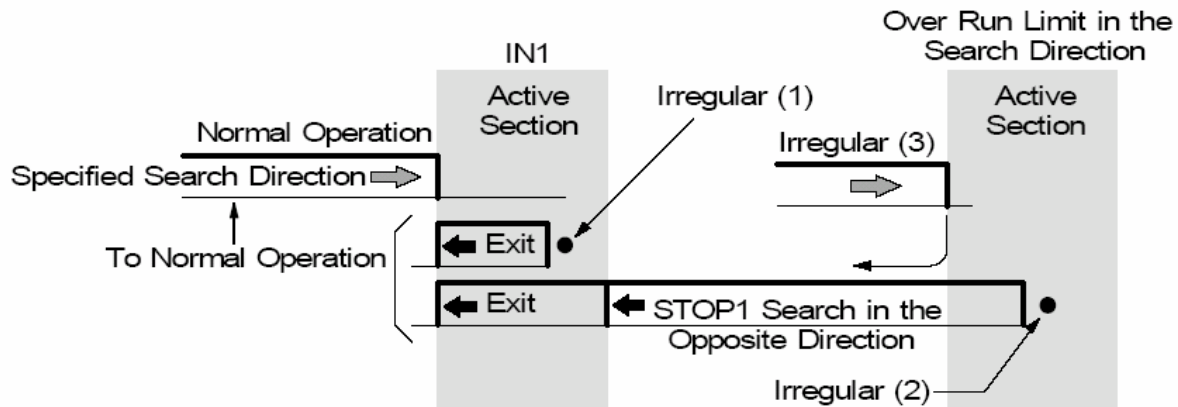 Over Run Limit in the
Search Direction
IN1
Active
Section
Irregular (1)
Active
Section
Normal Operation
Irregular (3)
Specified Search Direction
To Normal Operation
Exit
Exit
STOP1 Search in the
Opposite Direction
Irregular (2)